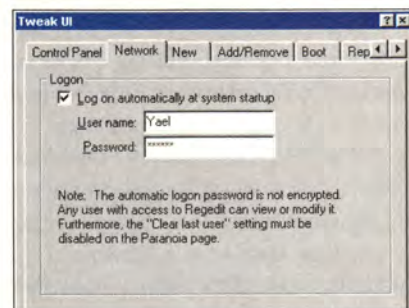 Tweak UI
Control Panel Network New Add/Remove Boot Rep
Logon
Log on automatically at system startup
User name: Yael
Password: ******
Note: The automatic logon password is not encrypted.
Any user with access to Regedit can view or modify it.
Furthermore, the "Clear last user" setting must be
disabled on the Paranoia page.